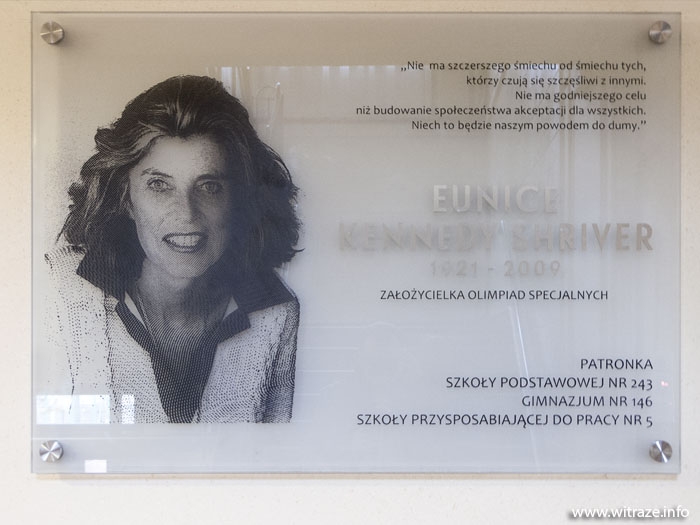 „Nie ma szczerszego śmiechu od śmiechu tych,
którzy czują się szczęśliwi z innymi.
Nie ma godniejszego celu
niż budowanie społeczeństwa akceptacji dla wszystkich.
Niech to będzie naszym powodem do dumy.”
EUNICE
KENNEDY SHRIVER
1921 - 2009
ZAŁOŻYCIELKA OLIMPIAD SPECJALNYCH
PATRONKA
SZKOŁY PODSTAWOWEJ NR 243
GIMNAZJUM NR 146
SZKOŁY PRZYSPOSABIAJĄCEJ DO PRACY NR 5
www.witraze.info